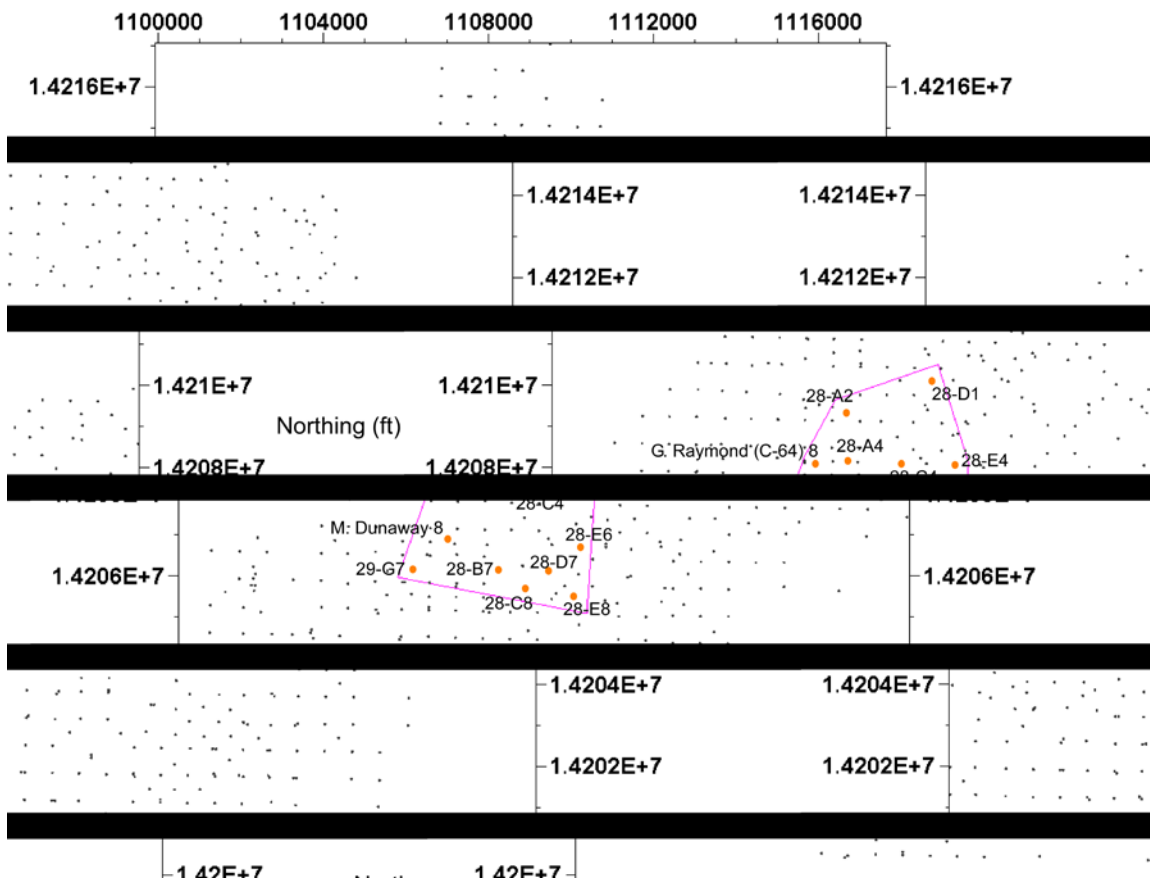 1100000 1104000 1108000 1112000 1116000
1.4216E+7 1.4216E+7
1.4214E+7 1.4214E+7
1.4212E+7 1.4212E+7
1.421E+7 1.421E+7
28-A2 28-D1
Northing (ft)
G. Raymond (C-64) 8 28-A4 28-E4
1.4208E+7 1.4208E+7
28-C4
M. Dunaway 8 28-E6
29-G7 28-B7 28-D7
1.4206E+7 1.4206E+7
28-C8 28-E8
1.4204E+7 1.4204E+7
1.4202E+7 1.4202E+7
1.42E+7 1.42E+7